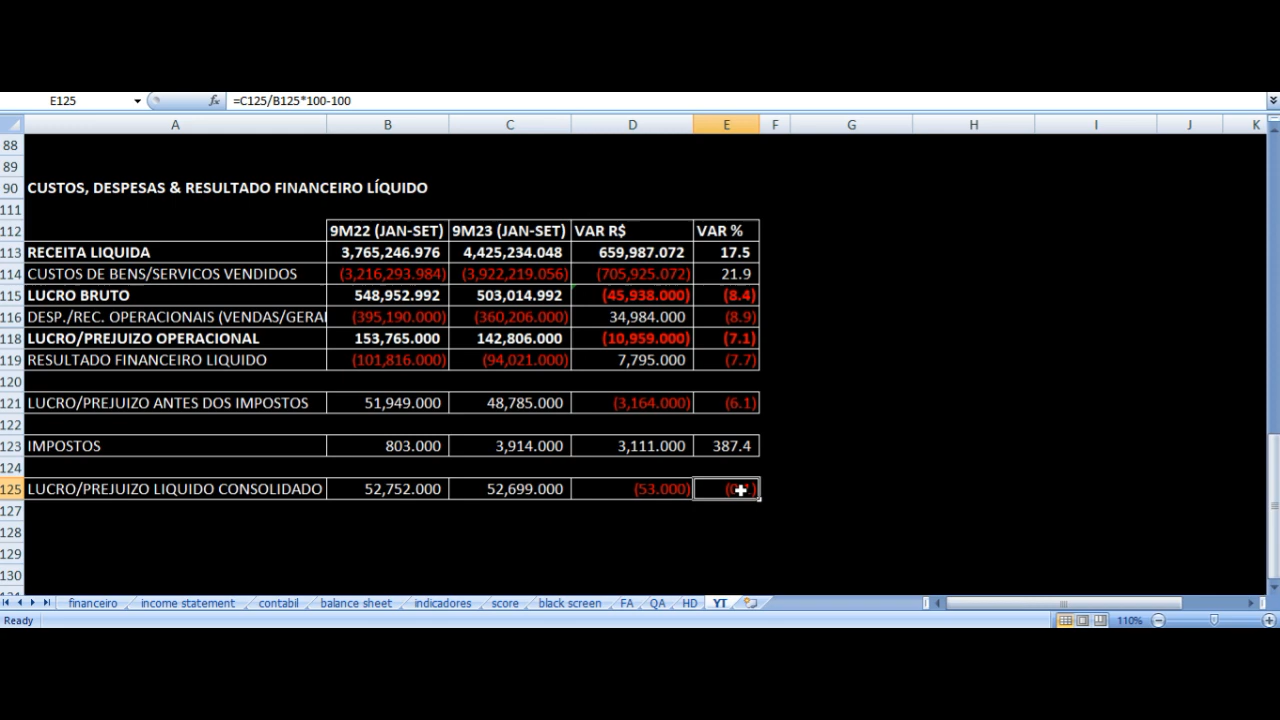 E125 fx =C125/B125*100-100
A B C D E F G H I J K
88
89
90 CUSTOS, DESPESAS & RESULTADO FINANCEIRO LÍQUIDO
111
112 9M22 (JAN-SET) 9M23 (JAN-SET) VAR R$ VAR %
113 RECEITA LIQUIDA 3,765,246.976 4,425,234.048 659,987.072 17.5
114 CUSTOS DE BENS/SERVICOS VENDIDOS (3,216,293.984) (3,922,219.056) (705,925.072) 21.9
115 LUCRO BRUTO 548,952.992 503,014.992 (45,938.000) (8.4)
116 DESP./REC. OPERACIONAIS (VENDAS/GERAI (395,190.000) (360,206.000) 34,984.000 (8.9)
118 LUCRO/PREJUIZO OPERACIONAL 153,765.000 142,806.000 (10,959.000) (7.1)
119 RESULTADO FINANCEIRO LIQUIDO (101,816.000) (94,021.000) 7,795.000 (7.7)
120
121 LUCRO/PREJUIZO ANTES DOS IMPOSTOS 51,949.000 48,785.000 (3,164.000) (6.1)
122
123 IMPOSTOS 803.000 3,914.000 3,111.000 387.4
124
125 LUCRO/PREJUIZO LIQUIDO CONSOLIDADO 52,752.000 52,699.000 (53.000)
127
128
129
130
financeiro income statement contabil balance sheet indicadores score black screen FA QA HD YT
Ready 110%